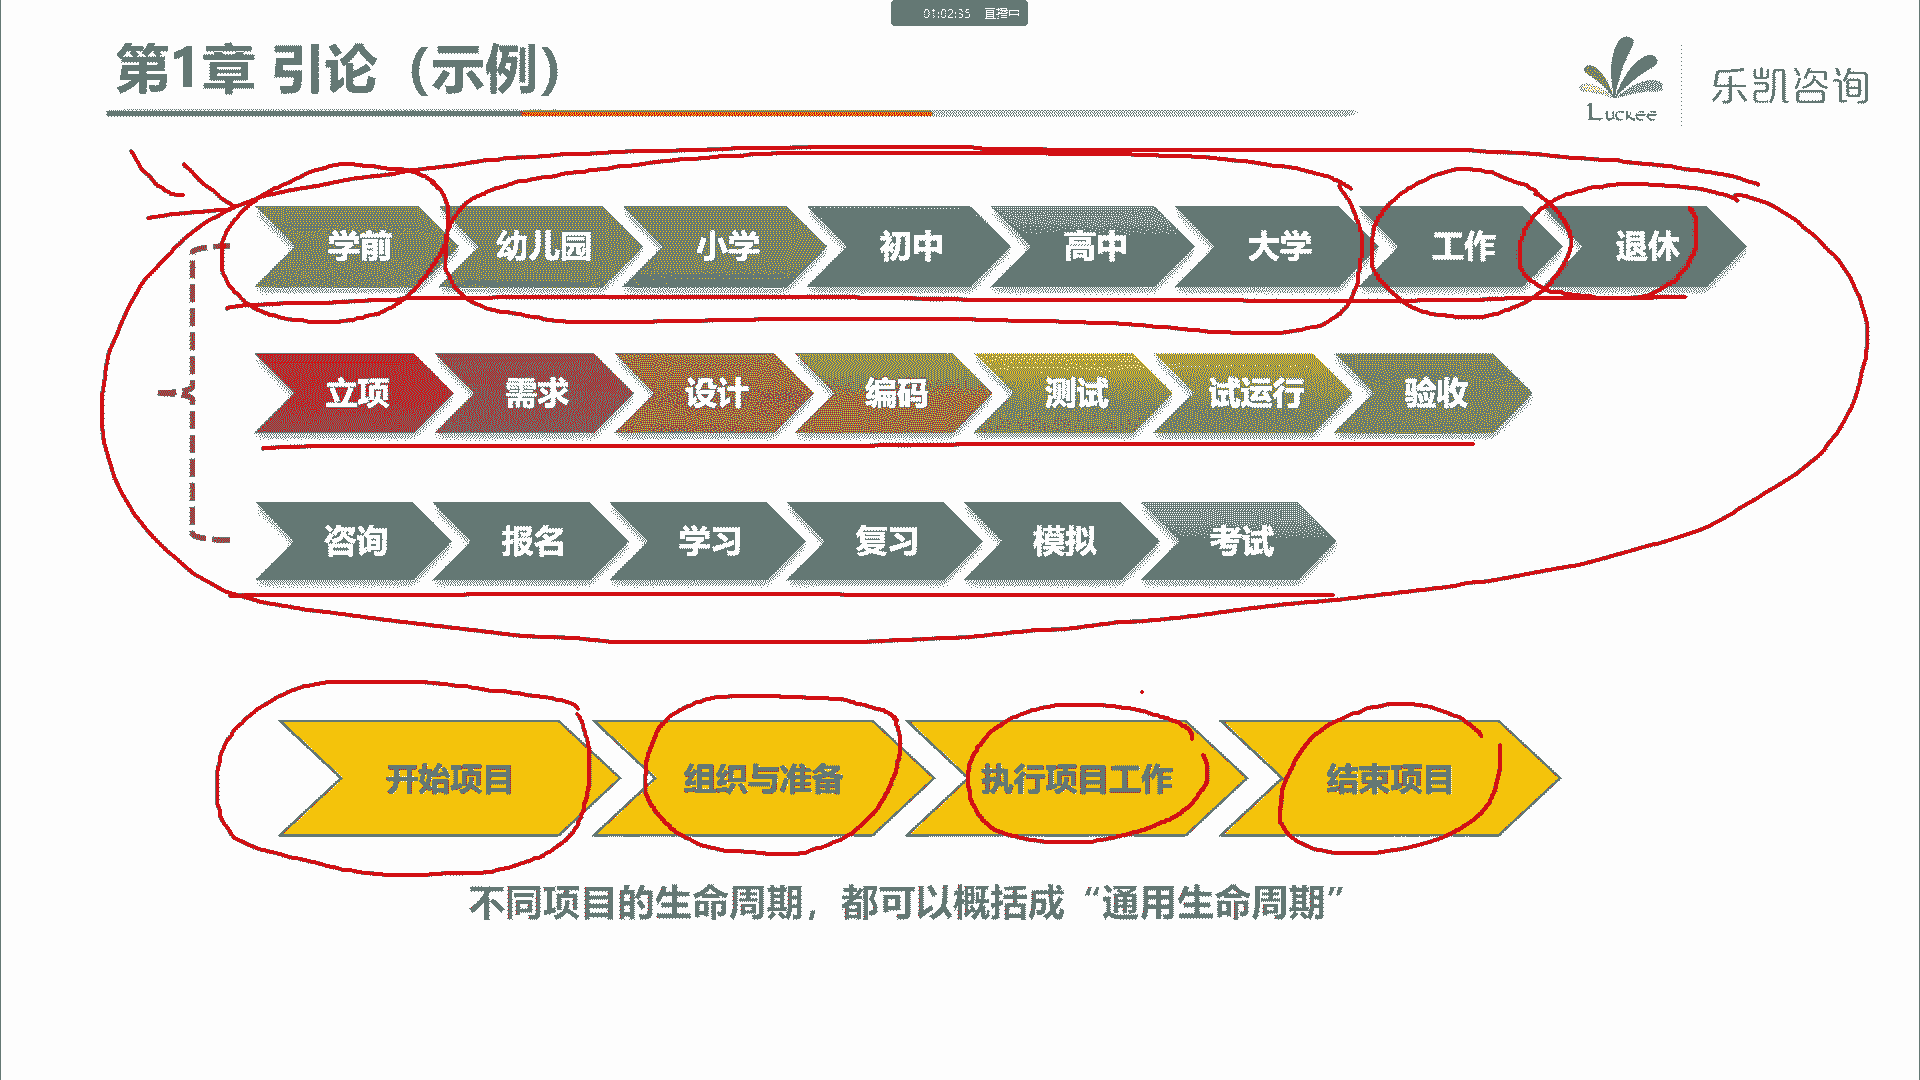 01:02:35 直播中
第1章 引论（示例）
Luckee 乐凯咨询
学前 幼儿园 小学 初中 高中 大学 工作 退休
立项 需求 设计 编码 测试 试运行 验收
咨询 报名 学习 复习 模拟 考试
开始项目 组织与准备 执行项目工作 结束项目
不同项目的生命周期，都可以概括成“通用生命周期”